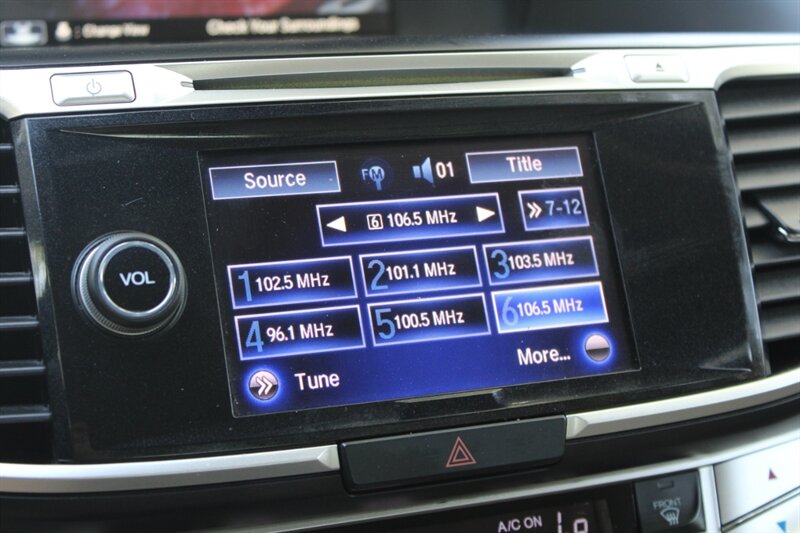 : Change View Check Your Surroundings
Source FM 01 Title
6 106.5 MHz 7-12
1 102.5 MHz 2 101.1 MHz 3 103.5 MHz
4 96.1 MHz 5 100.5 MHz 6 106.5 MHz
VOL
Tune More...
FRONT
A/C ON